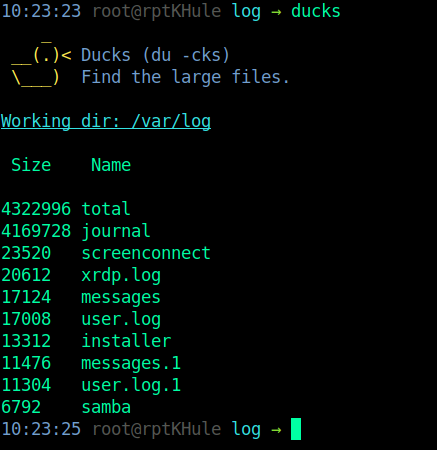 10:23:23 root@rptKHule log → ducks
   _
__(.)< Ducks (du -cks)
\___)  Find the large files.
Working dir: /var/log
Size    Name
4322996 total
4169728 journal
23520   screenconnect
20612   xrdp.log
17124   messages
17008   user.log
13312   installer
11476   messages.1
11304   user.log.1
6792    samba
10:23:25 root@rptKHule log →